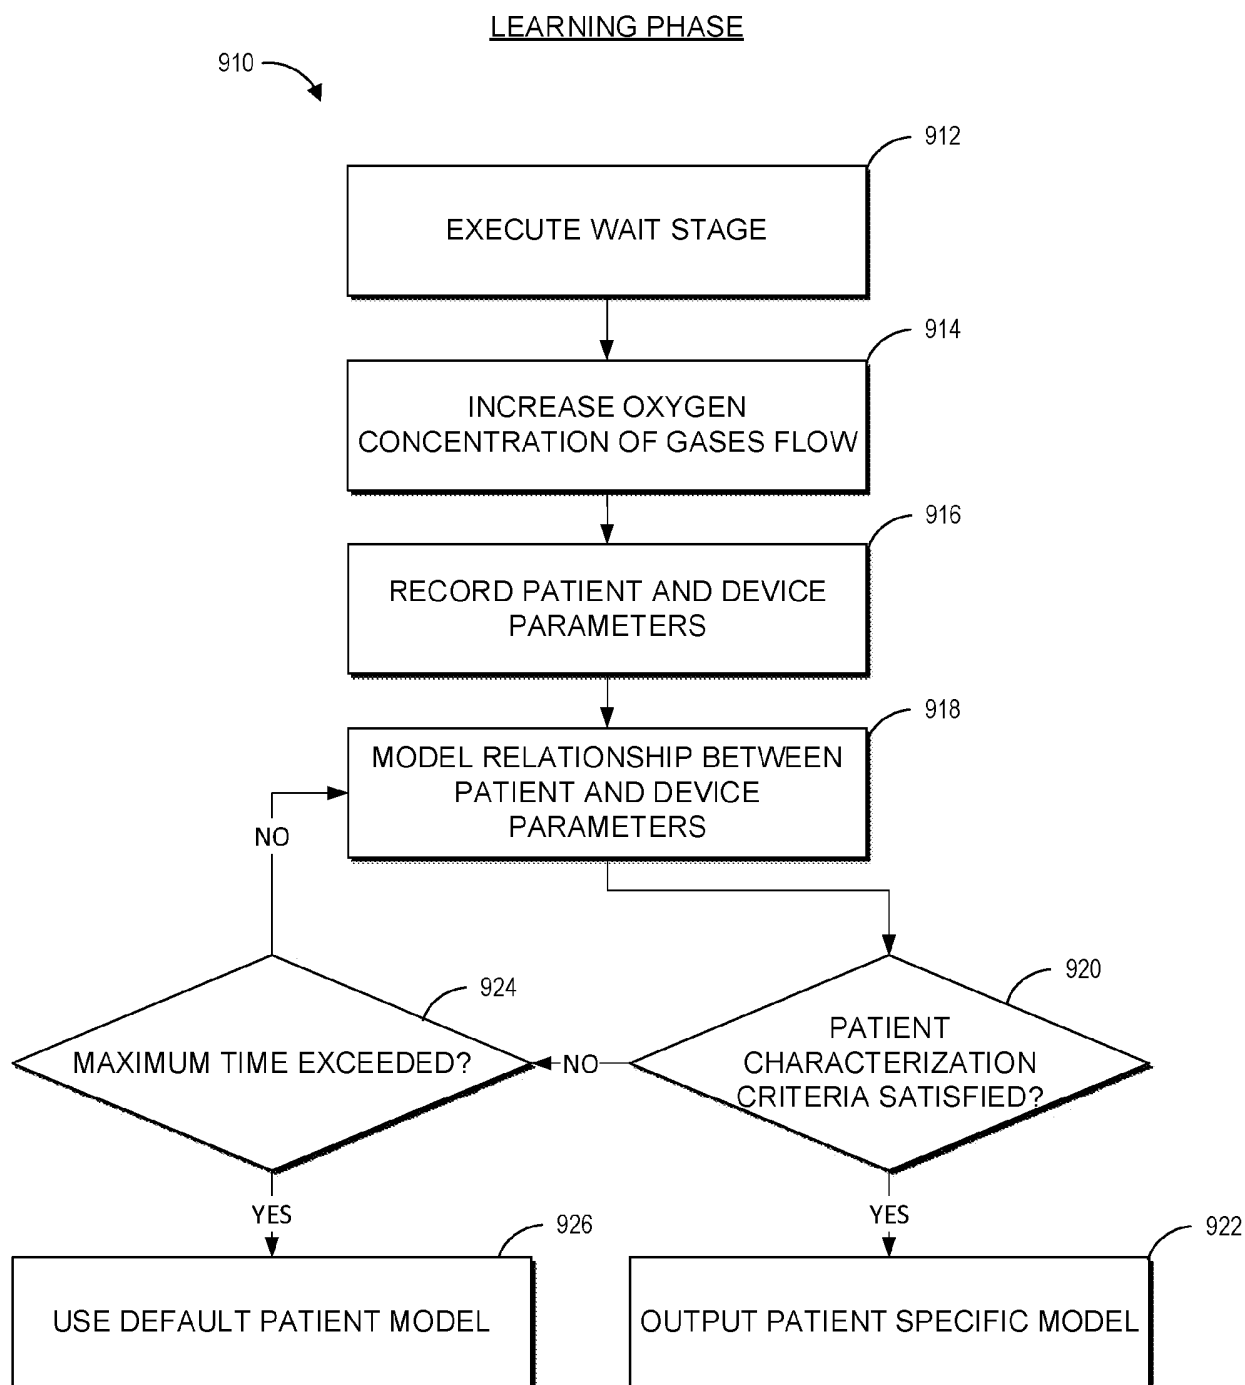 LEARNING PHASE
910
912
EXECUTE WAIT STAGE
914
INCREASE OXYGEN
CONCENTRATION OF GASES FLOW
916
RECORD PATIENT AND DEVICE
PARAMETERS
918
MODEL RELATIONSHIP BETWEEN
PATIENT AND DEVICE
PARAMETERS
NO
920
PATIENT
CHARACTERIZATION
CRITERIA SATISFIED?
NO
924
MAXIMUM TIME EXCEEDED?
YES
YES
926
USE DEFAULT PATIENT MODEL
922
OUTPUT PATIENT SPECIFIC MODEL